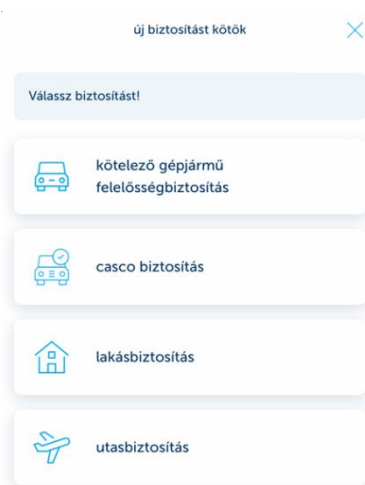 új biztosítást kötök
Válassz biztosítást!
kötelező gépjármű
felelősségbiztosítás
casco biztosítás
lakásbiztosítás
utasbiztosítás